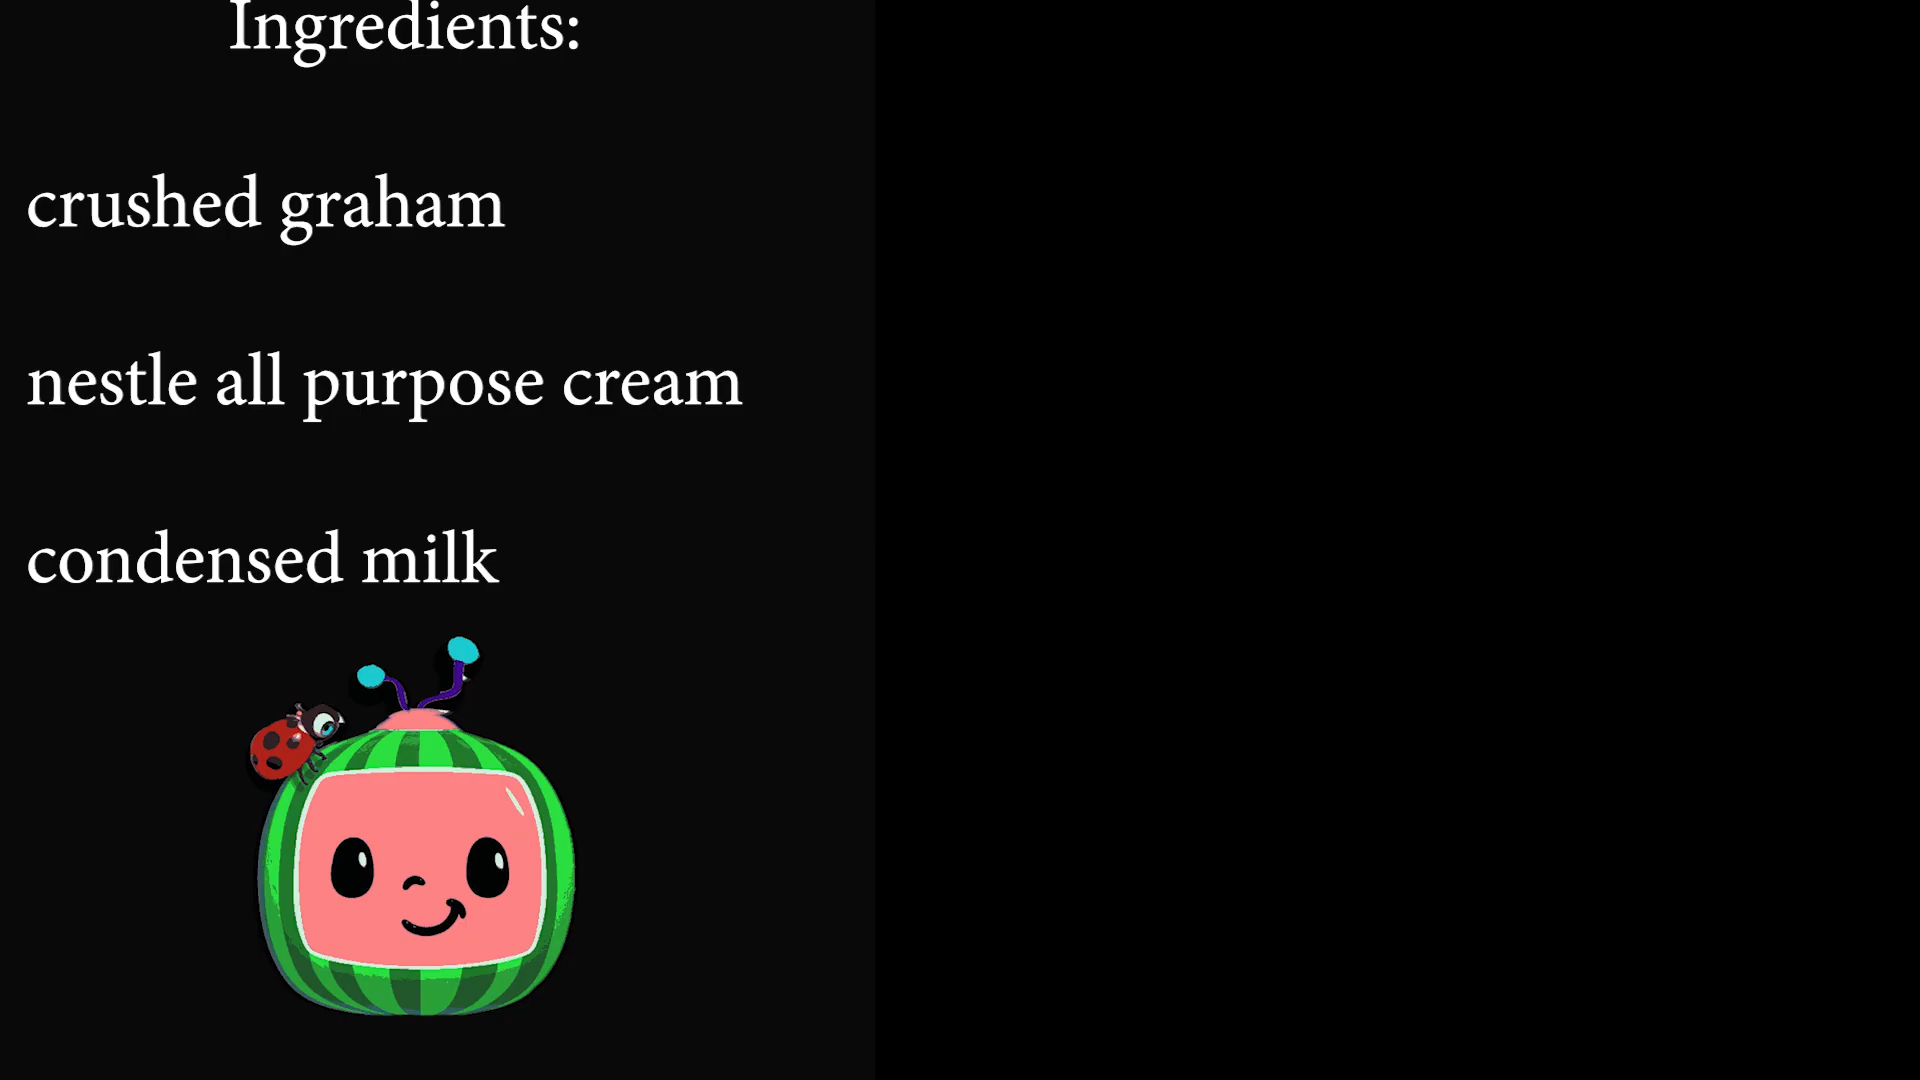 Ingredients:
crushed graham
nestle all purpose cream
condensed milk